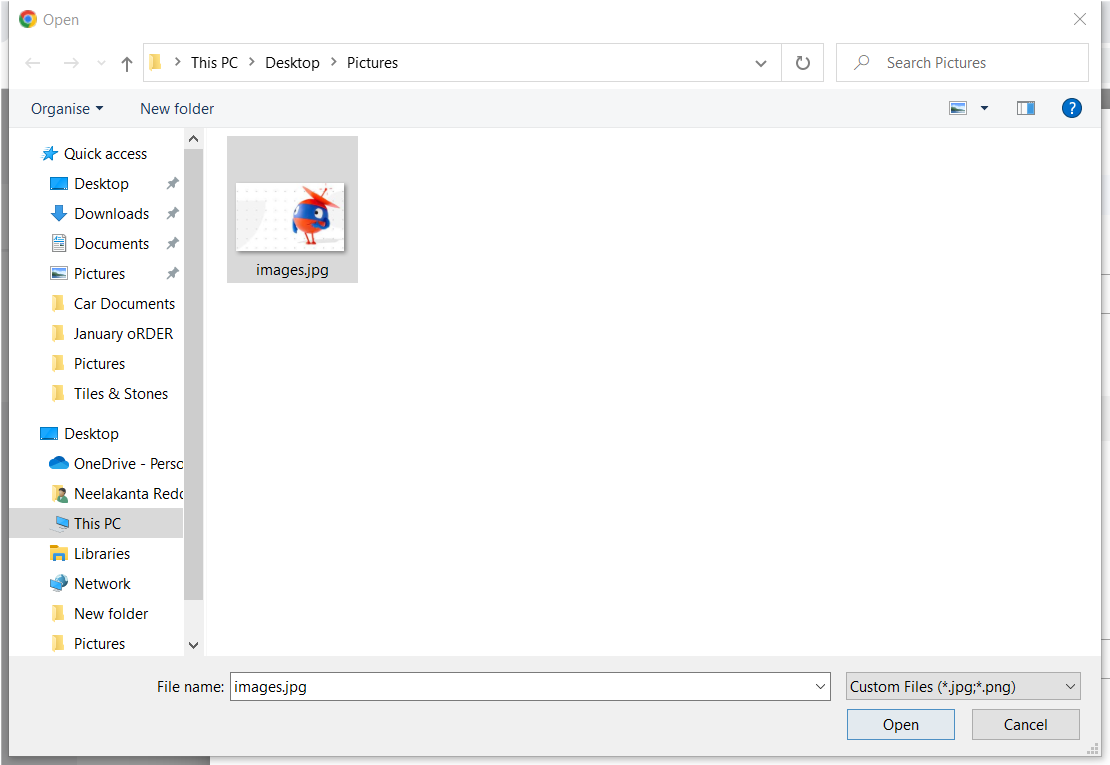 Open
This PC > Desktop > Pictures
Search Pictures
Organise
New folder
?
Quick access
Desktop
Downloads
Documents
Pictures
Car Documents
January oRDER
Pictures
Tiles & Stones
Desktop
OneDrive - Perso
Neelakanta Redd
This PC
Libraries
Network
New folder
Pictures
images.jpg
File name: images.jpg
Custom Files (*.jpg;*.png)
Open
Cancel